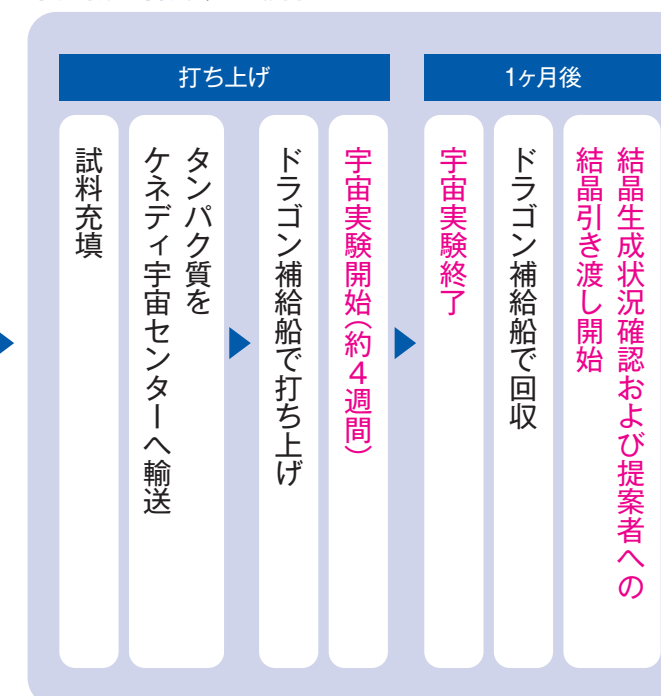 打ち上げ
試料充填
タンパク質を
ケネディ宇宙センターへ輸送
ドラゴン補給船で打ち上げ
宇宙実験開始(約4週間)
1ヶ月後
宇宙実験終了
ドラゴン補給船で回収
結晶生成状況確認および提案者への
結晶引き渡し開始